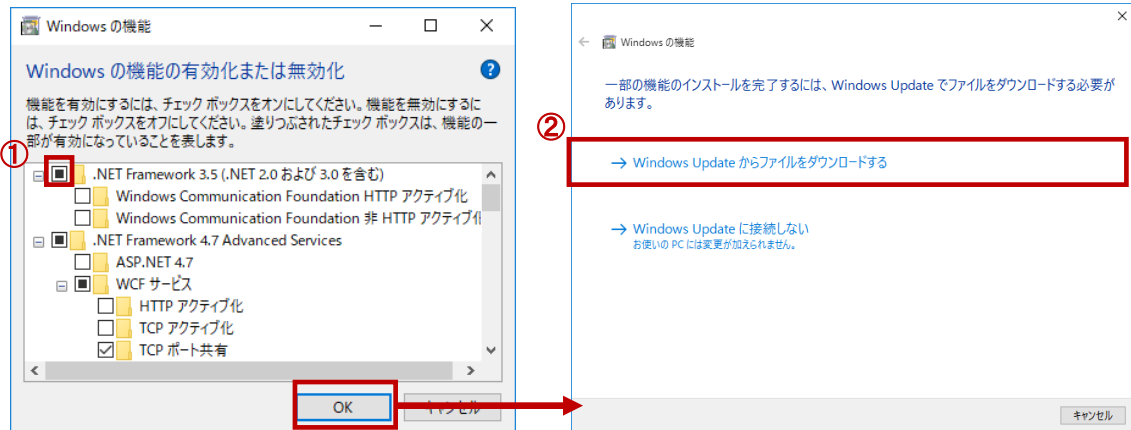 Windows の機能
Windows の機能の有効化または無効化
機能を有効にするには、チェック ボックスをオンにしてください。機能を無効にするに
は、チェック ボックスをオフにしてください。塗りつぶされたチェック ボックスは、機能の一
部が有効になっていることを表します。
①
.NET Framework 3.5 (.NET 2.0 および 3.0 を含む)
Windows Communication Foundation HTTP アクティブ化
Windows Communication Foundation 非 HTTP アクティブ化
.NET Framework 4.7 Advanced Services
ASP.NET 4.7
WCF サービス
HTTP アクティブ化
TCP アクティブ化
TCP ポート共有
OK
キャンセル
Windows の機能
一部の機能のインストールを完了するには、Windows Update でファイルをダウンロードする必要が
あります。
②
→ Windows Update からファイルをダウンロードする
→ Windows Update に接続しない
お使いの PC には変更が加えられません。
キャンセル